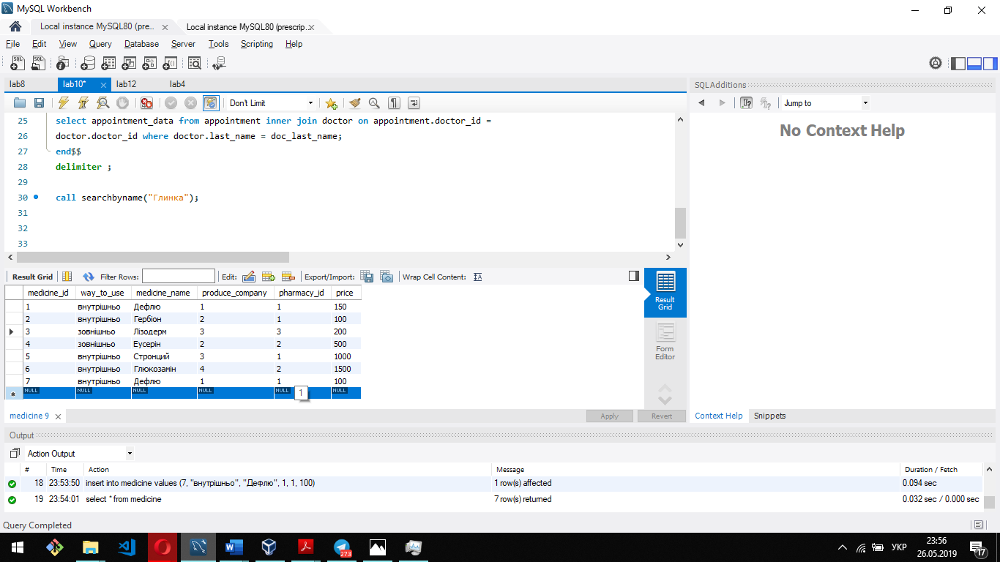 MySQL Workbench
Local instance MySQL80 (pre... Local instance MySQL80 (prescrip.
File Edit View Query Database Server Tools Scripting Help
lab8 lab10* lab12 lab4
SQLAdditions
Don't Limit
Jump to
No Context Help
25 select appointment_data from appointment inner join doctor on appointment.doctor_id =
26 doctor.doctor_id where doctor.last_name = doc_last_name;
27 end$$
28 delimiter ;
29
30 call searchbyname("Глинка");
31
32
33
Result Grid Filter Rows: Edit: Export/Import: Wrap Cell Content:
medicine_id way_to_use medicine_name produce_company pharmacy_id price
1 внутрішньо Дефлю 1 1 150
2 внутрішньо Гербіон 2 1 100
3 зовнішньо Лізодерм 3 3 200
4 зовнішньо Еусерін 2 2 500
5 внутрішньо Стронций 3 1 1000
6 внутрішньо Глюкозамін 4 2 1500
7 внутрішньо Дефлю 1 1 100
NULL NULL NULL NULL NULL NULL
1
Result
Grid
Form
Editor
medicine 9
Apply Revert
Context Help Snippets
Output
Action Output
# Time Action Message Duration / Fetch
18 23:53:50 insert into medicine values (7, "внутрішньо", "Дефлю", 1, 1, 100) 1 row(s) affected 0.094 sec
19 23:54:01 select * from medicine 7 row(s) returned 0.032 sec / 0.000 sec
Query Completed
273
УКР
23:56
26.05.2019
17